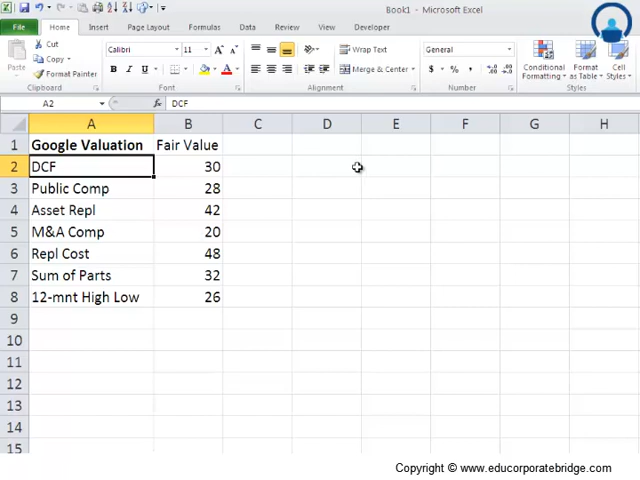 Book1 - Microsoft Excel
File Home Insert Page Layout Formulas Data Review View Developer
Cut
Copy
Format Painter
Paste
Clipboard
Calibri 11
B I U
Font
Wrap Text
Merge & Center
Alignment
General
$ % ,
Number
Conditional Formatting
Format as Table
Cell Styles
Styles
A2 fx DCF
A B C D E F G H
1 Google Valuation Fair Value
2 DCF 30
3 Public Comp 28
4 Asset Repl 42
5 M&A Comp 20
6 Repl Cost 48
7 Sum of Parts 32
8 12-mnt High Low 26
9
10
11
12
13
14
15
Copyright © www.educorporatebridge.com/